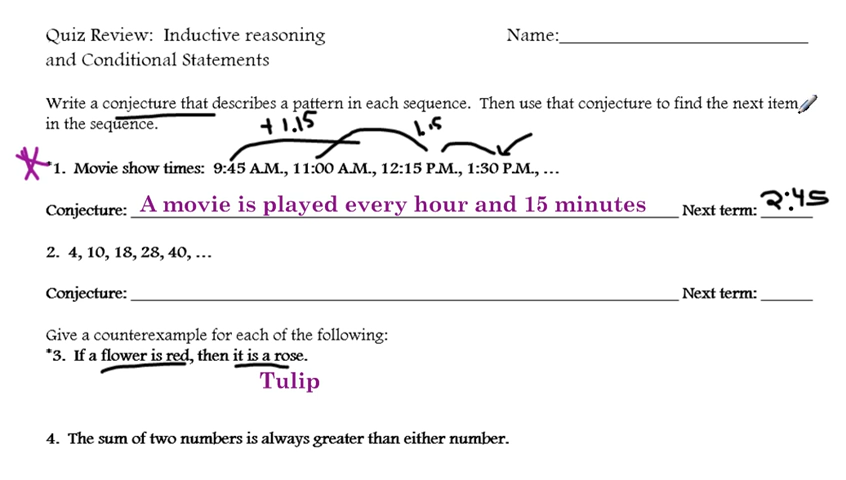 Quiz Review: Inductive reasoning Name:
and Conditional Statements
Write a conjecture that describes a pattern in each sequence. Then use that conjecture to find the next item
in the sequence.
+1.15 1.15
*1. Movie show times: 9:45 A.M., 11:00 A.M., 12:15 P.M., 1:30 P.M., …
Conjecture: A movie is played every hour and 15 minutes Next term: 2:45
2. 4, 10, 18, 28, 40, …
Conjecture: Next term:
Give a counterexample for each of the following:
*3. If a flower is red, then it is a rose.
Tulip
4. The sum of two numbers is always greater than either number.